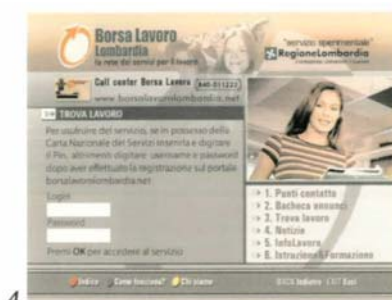 Borsa Lavoro
Lombardia
la rete dei servizi per il lavoro
"servizio sperimentale"
RegioneLombardia
Call center Borsa Lavoro
www.borsalavorolombardia.net
TROVA LAVORO
Per usufruire del servizio, se in possesso della
Carta Nazionale dei Servizi inserirla e digitare
il Pin, altrimenti digitare username e password
dopo aver effettuato la registrazione sul portale
borsalavorolombardia.net
Login
Password
Premi OK per accedere al servizio
1. Punti contatto
2. Bacheca annunci
3. Trova lavoro
4. Notizie
5. InfoLavoro
6. Istruzione&Formazione
Indice Come funziona? Chi siamo
BACK Indietro EXIT Esci
4